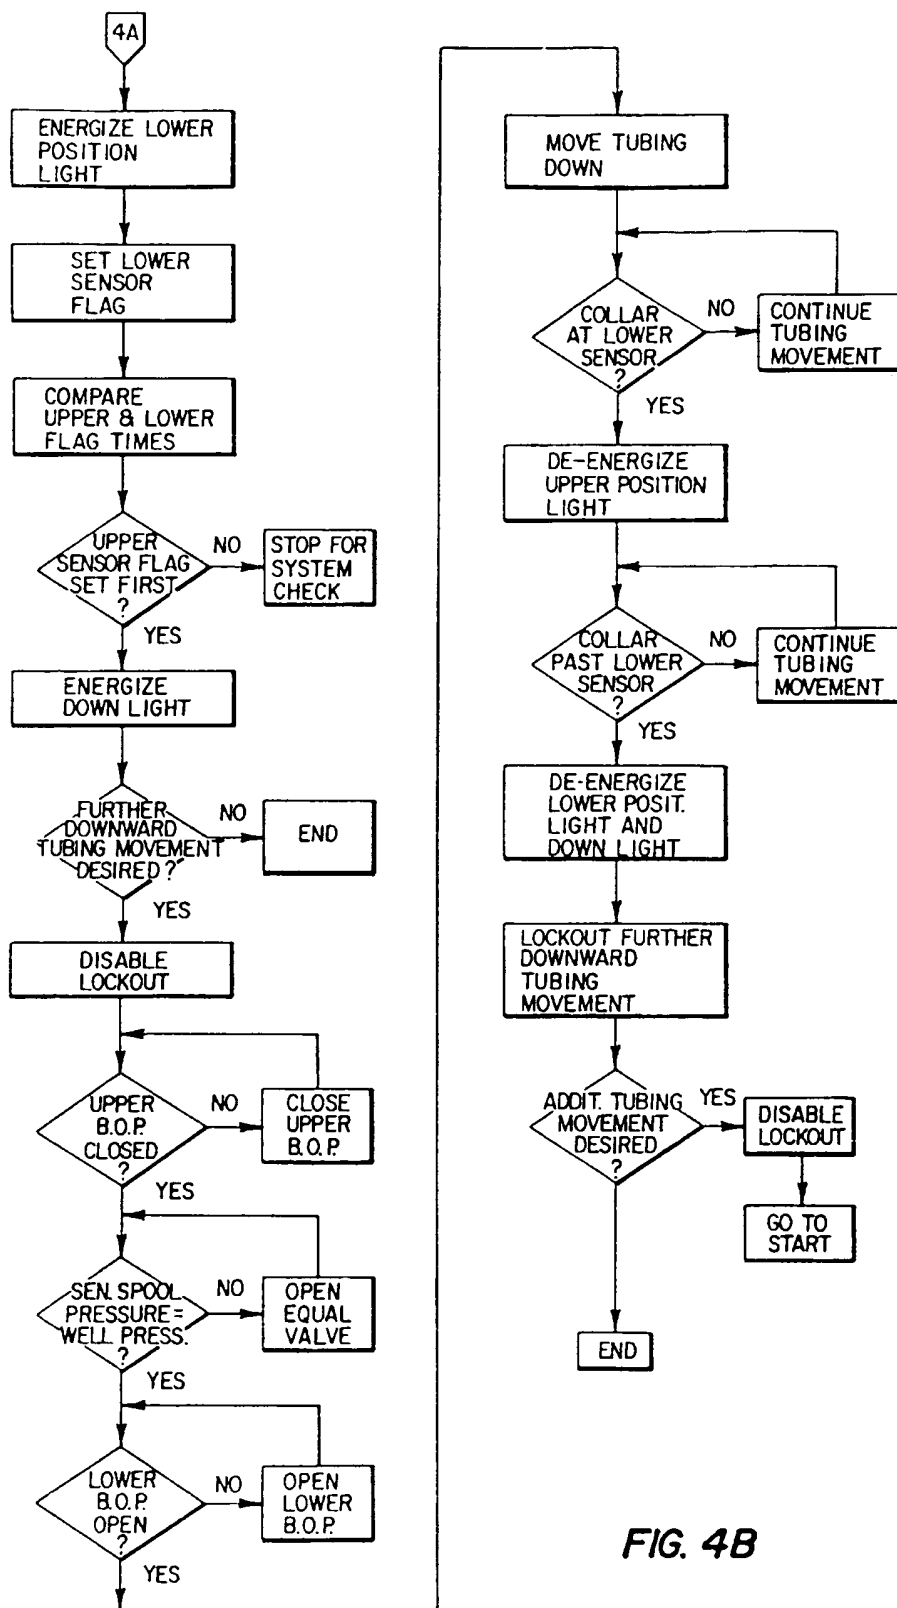 4A
ENERGIZE LOWER
POSITION
LIGHT
SET LOWER
SENSOR
FLAG
COMPARE
UPPER & LOWER
FLAG TIMES
UPPER
SENSOR FLAG
SET FIRST
?
NO
STOP FOR
SYSTEM
CHECK
YES
ENERGIZE
DOWN LIGHT
FURTHER
DOWNWARD
TUBING MOVEMENT
DESIRED ?
NO
END
YES
DISABLE
LOCKOUT
UPPER
B.O.P.
CLOSED
?
NO
CLOSE
UPPER
B.O.P.
YES
SEN. SPOOL
PRESSURE =
WELL PRESS.
?
NO
OPEN
EQUAL
VALVE
YES
LOWER
B.O.P.
OPEN
?
NO
OPEN
LOWER
B.O.P.
YES
MOVE TUBING
DOWN
COLLAR
AT LOWER
SENSOR
?
NO
CONTINUE
TUBING
MOVEMENT
YES
DE-ENERGIZE
UPPER POSITION
LIGHT
COLLAR
PAST LOWER
SENSOR
?
NO
CONTINUE
TUBING
MOVEMENT
YES
DE-ENERGIZE
LOWER POSIT.
LIGHT AND
DOWN LIGHT
LOCKOUT FURTHER
DOWNWARD
TUBING
MOVEMENT
ADDIT. TUBING
MOVEMENT
DESIRED
?
YES
DISABLE
LOCKOUT
GO TO
START
END
FIG. 4B